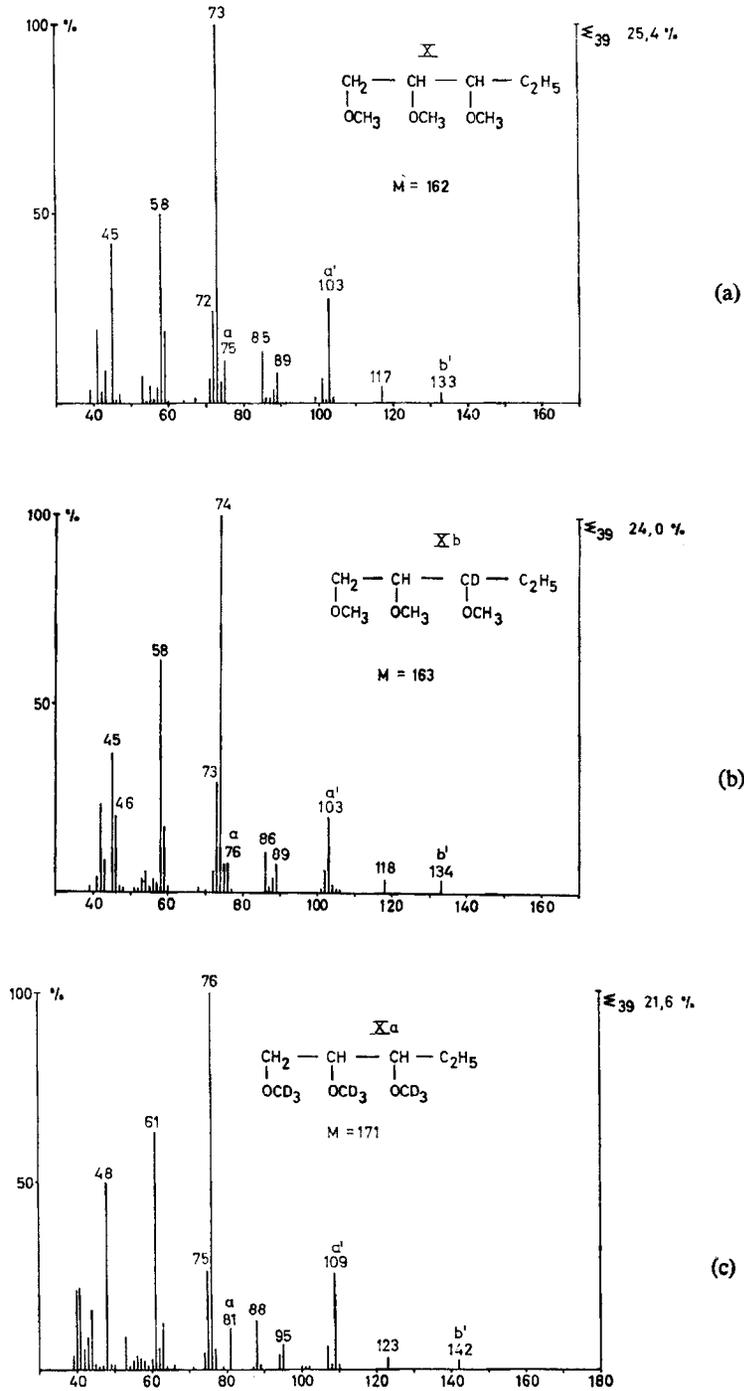 100 %
73
Σ39 25,4 %
X
CH2 — CH — CH — C2H5
OCH3 OCH3 OCH3
M = 162
50
58
45
72
a
75
85
89
a'
103
117
b'
133
40 60 80 100 120 140 160
(a)
100 %
74
Σ39 24,0 %
X b
CH2 — CH — CD — C2H5
OCH3 OCH3 OCH3
M = 163
58
50
45
46
73
a
76
86
89
a'
103
118
b'
134
40 60 80 100 120 140 160
(b)
100 %
76
Σ39 21,6 %
X a
CH2 — CH — CH — C2H5
OCD3 OCD3 OCD3
M = 171
61
50
48
75
a
81
88
95
a'
109
123
b'
142
40 60 80 100 120 140 160 180
(c)